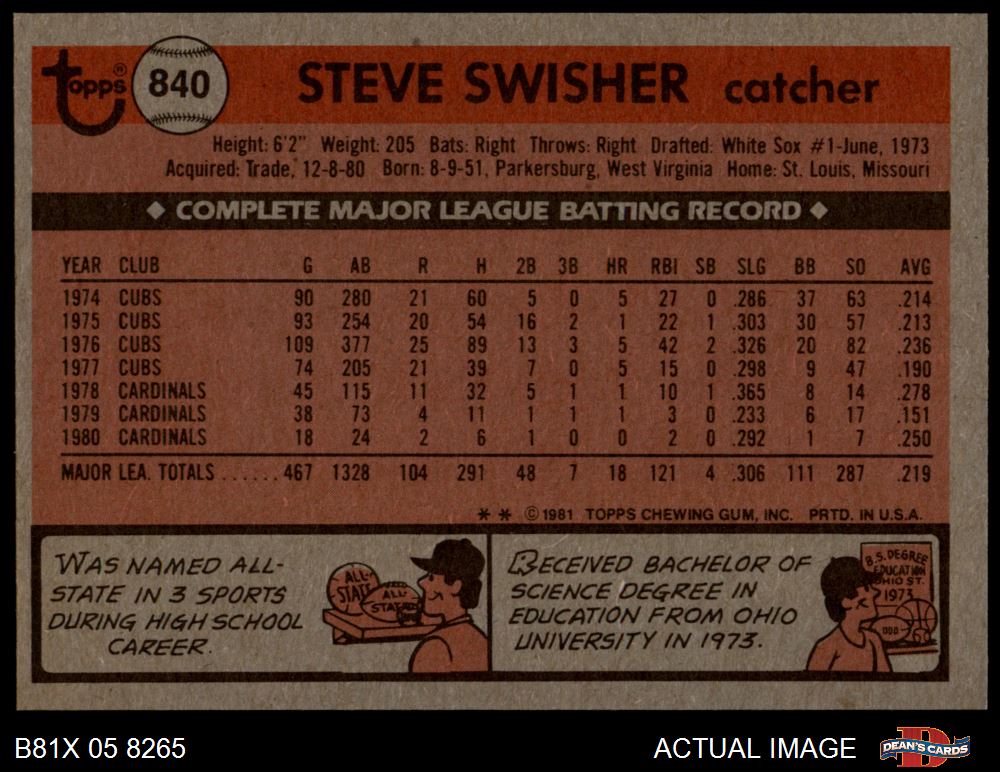 topps®
840
STEVE SWISHER catcher
Height: 6'2" Weight: 205 Bats: Right Throws: Right Drafted: White Sox #1-June, 1973
Acquired: Trade, 12-8-80 Born: 8-9-51, Parkersburg, West Virginia Home: St. Louis, Missouri
◆ COMPLETE MAJOR LEAGUE BATTING RECORD ◆
YEAR CLUB G AB R H 2B 3B HR RBI SB SLG BB SO AVG
1974 CUBS 90 280 21 60 5 0 5 27 0 .286 37 63 .214
1975 CUBS 93 254 20 54 16 2 1 22 1 .303 30 57 .213
1976 CUBS 109 377 25 89 13 3 5 42 2 .326 20 82 .236
1977 CUBS 74 205 21 39 7 0 5 15 0 .298 9 47 .190
1978 CARDINALS 45 115 11 32 5 1 1 10 1 .365 8 14 .278
1979 CARDINALS 38 73 4 11 1 1 1 3 0 .233 6 17 .151
1980 CARDINALS 18 24 2 6 1 0 0 2 0 .292 1 7 .250
MAJOR LEA. TOTALS ...... 467 1328 104 291 48 7 18 121 4 .306 111 287 .219
* * © 1981 TOPPS CHEWING GUM, INC. PRTD. IN U.S.A.
WAS NAMED ALL-
STATE IN 3 SPORTS
DURING HIGH SCHOOL
CAREER.
ALL-
STATE
ALL-
STATE
RECEIVED BACHELOR OF
SCIENCE DEGREE IN
EDUCATION FROM OHIO
UNIVERSITY IN 1973.
B.S. DEGREE
EDUCATION
OHIO ST.
1973
B81X 05 8265
ACTUAL IMAGE
DEAN'S CARDS